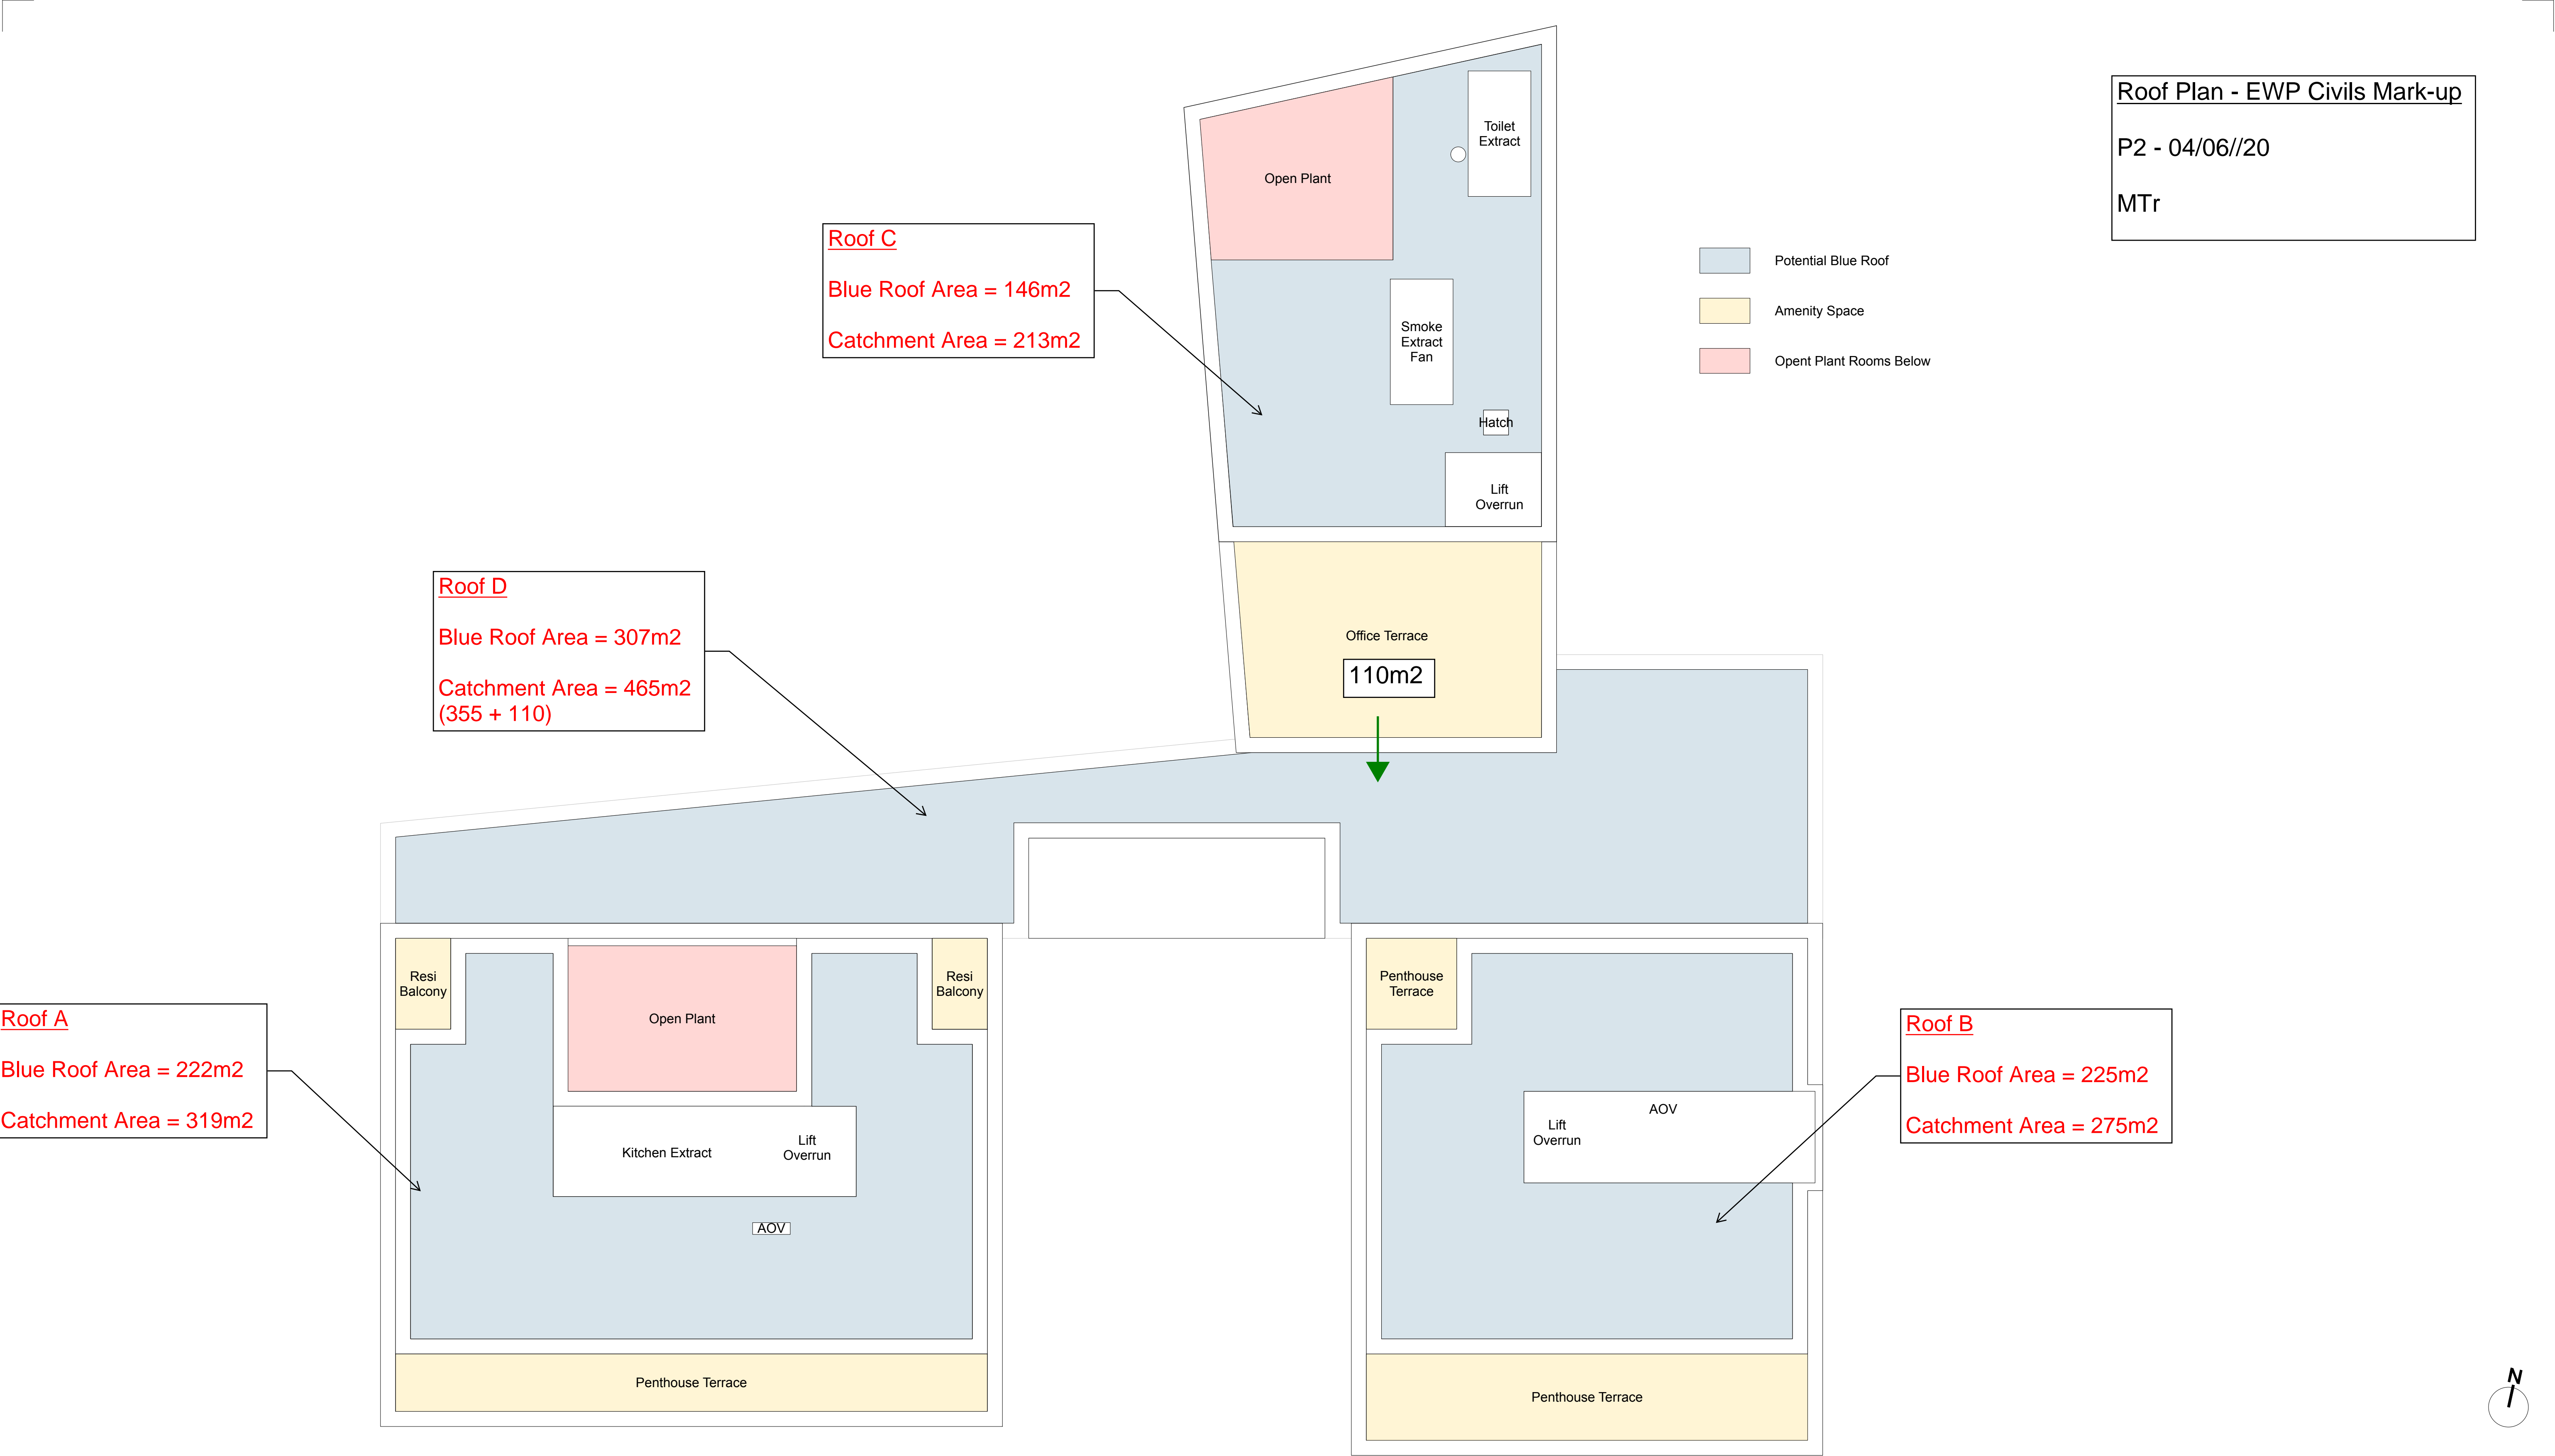 Roof Plan - EWP Civils Mark-up
P2 - 04/06//20
MTr
Toilet
Extract
Open Plant
Roof C
Blue Roof Area = 146m2
Catchment Area = 213m2
Potential Blue Roof
Amenity Space
Opent Plant Rooms Below
Smoke
Extract
Fan
Hatch
Lift
Overrun
Roof D
Blue Roof Area = 307m2
Catchment Area = 465m2
(355 + 110)
Office Terrace
110m2
Resi
Balcony
Open Plant
Resi
Balcony
Penthouse
Terrace
Roof A
Blue Roof Area = 222m2
Catchment Area = 319m2
Kitchen Extract
Lift
Overrun
AOV
Penthouse Terrace
AOV
Lift
Overrun
Roof B
Blue Roof Area = 225m2
Catchment Area = 275m2
Penthouse Terrace
N